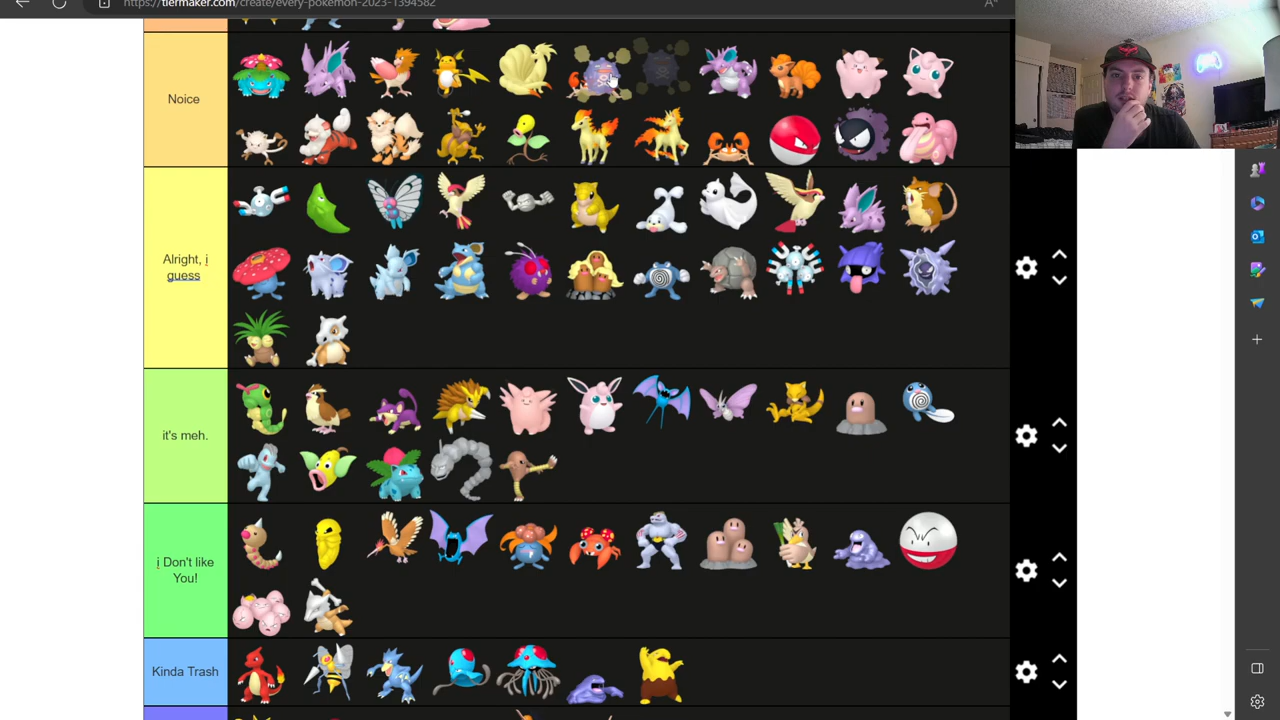 https://tiermaker.com/create/every-pokemon-2023-1394582
Noice
Alright, i
guess
it's meh.
i Don't like
You!
Kinda Trash